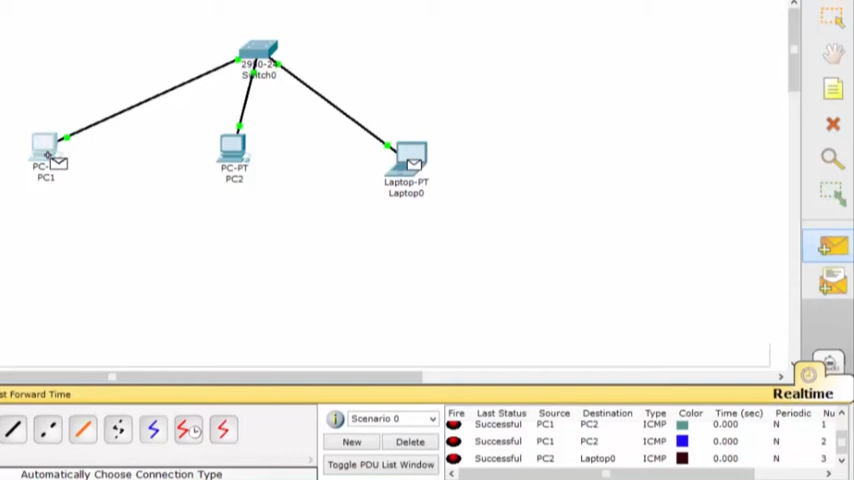 2950-24
Switch0
PC-
PC1
PC-PT
PC2
Laptop-PT
Laptop0
st Forward Time
Realtime
Scenario 0
New
Delete
Toggle PDU List Window
Automatically Choose Connection Type
Fire Last Status Source Destination Type Color Time (sec) Periodic Nu
Successful PC1 PC2 ICMP 0.000 N 1
Successful PC1 PC2 ICMP 0.000 N 2
Successful PC2 Laptop0 ICMP 0.000 N 3